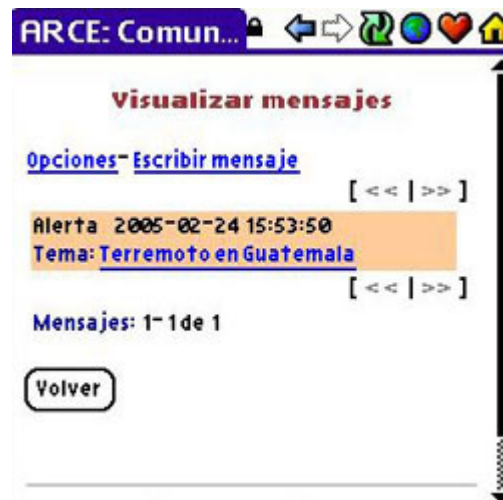 ARCE: Comun...
Visualizar mensajes
Opciones-Escribir mensaje
[ << | >> ]
Alerta 2005-02-24 15:53:50
Tema: Terremoto en Guatemala
[ << | >> ]
Mensajes: 1-1 de 1
Volver